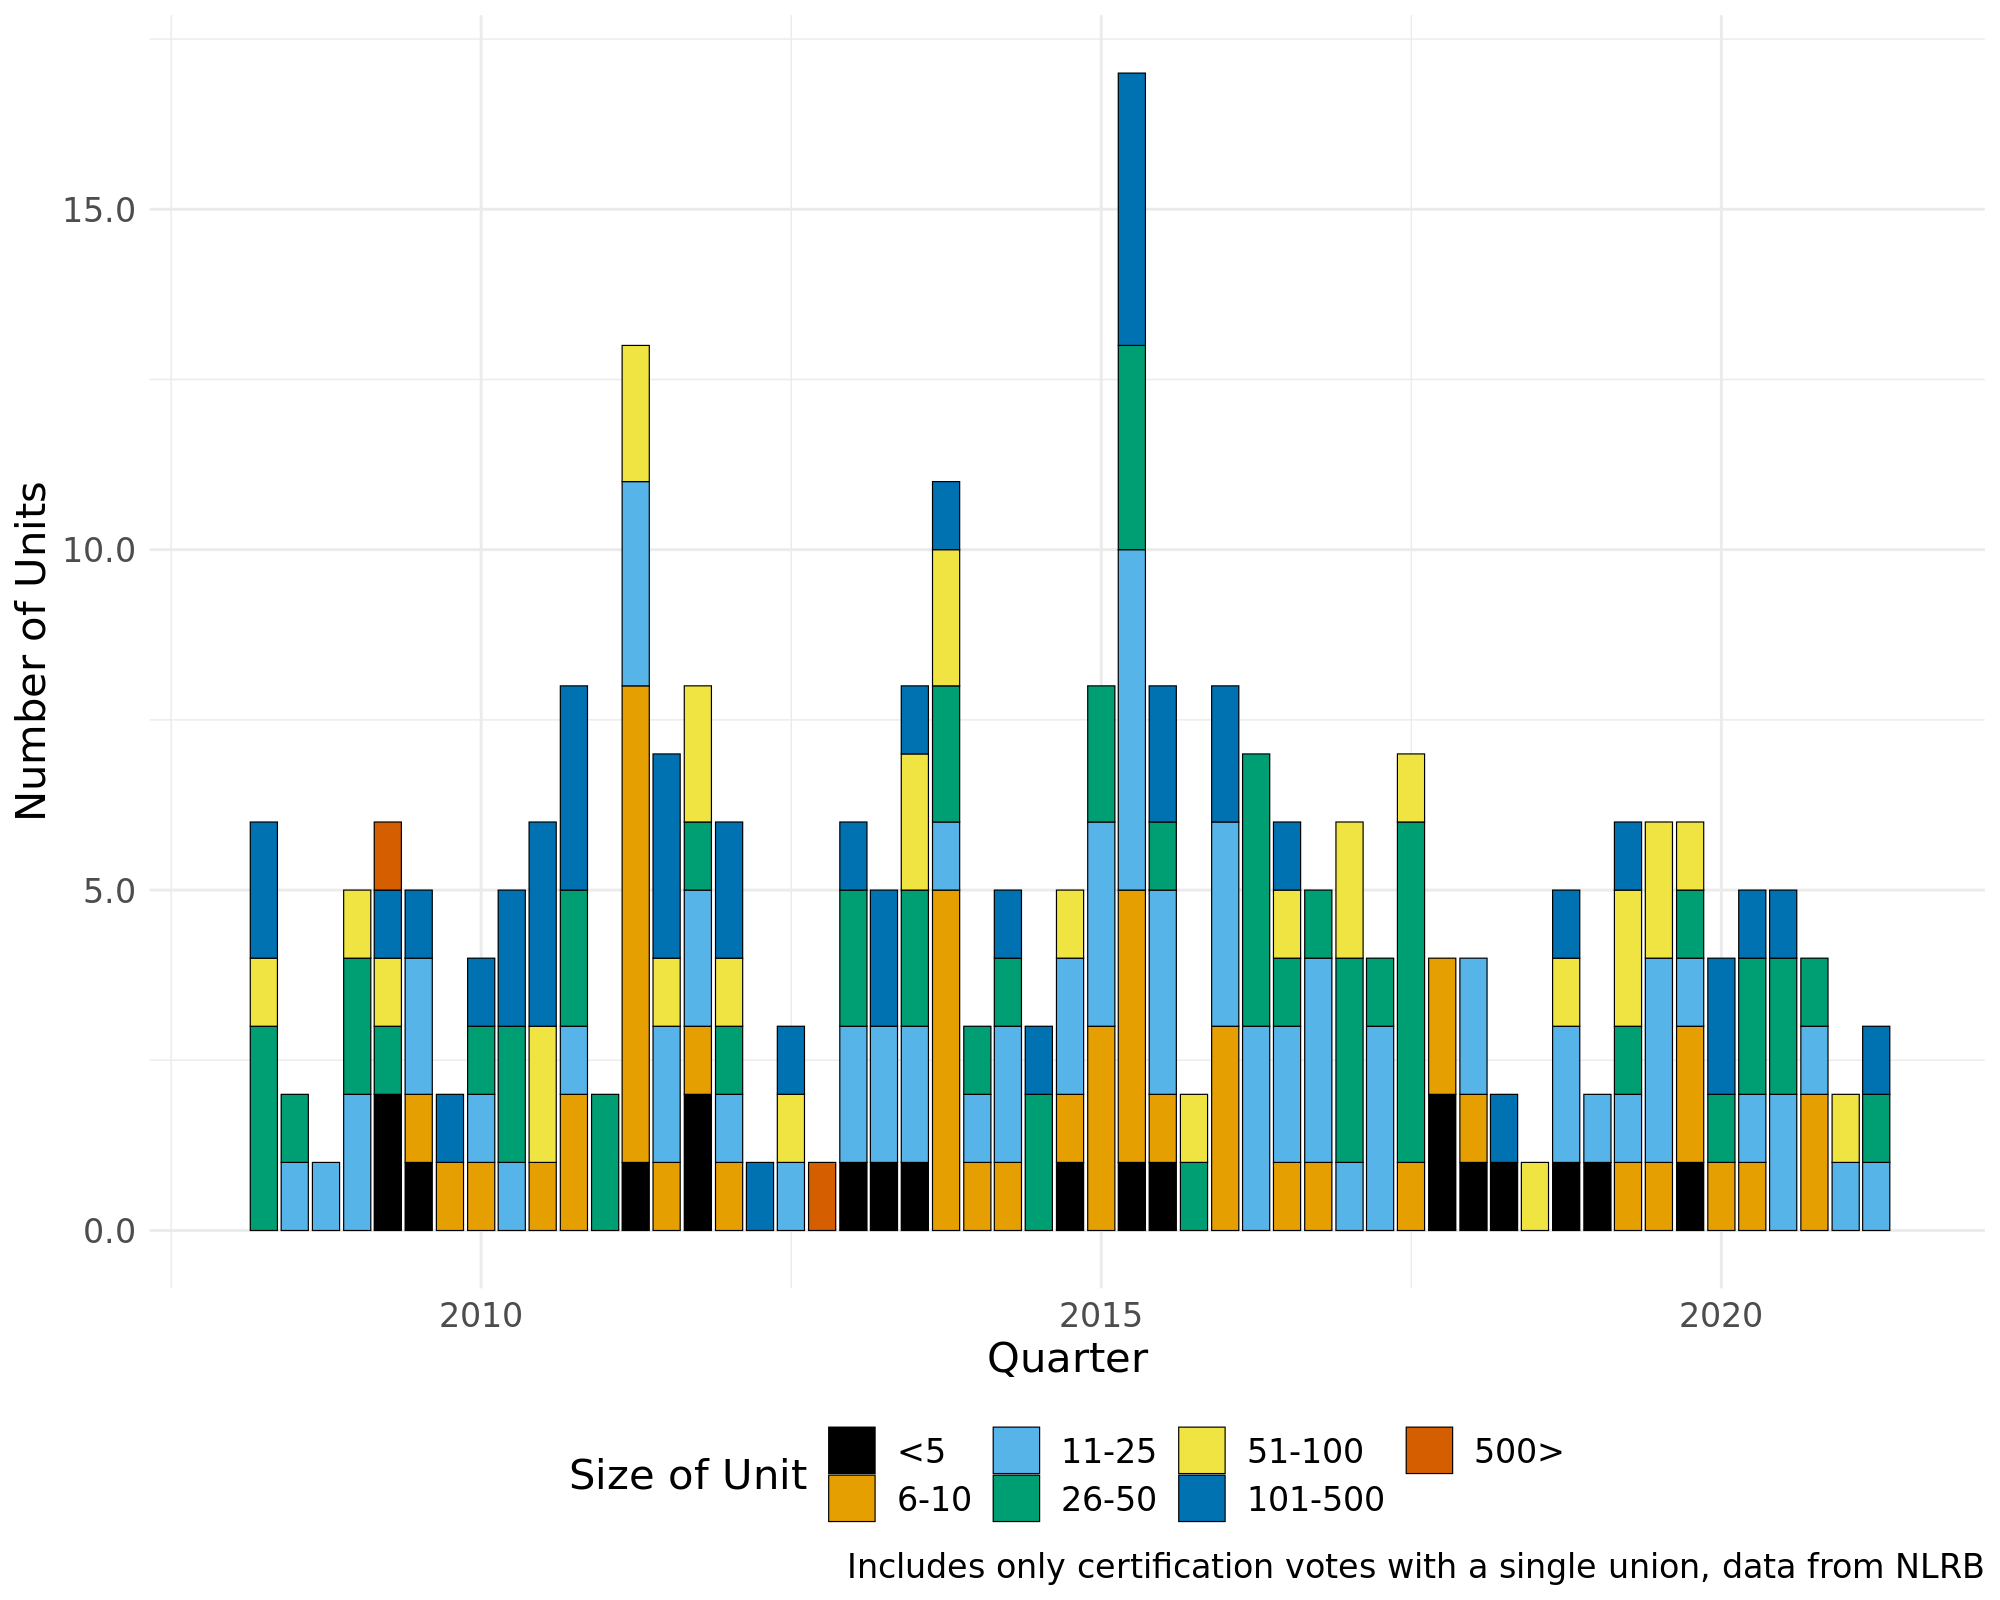 15.0
10.0
5.0
0.0
Number of Units
2010 2015 2020
Quarter
Size of Unit
<5 11-25 51-100 500>
6-10 26-50 101-500
Includes only certification votes with a single union, data from NLRB